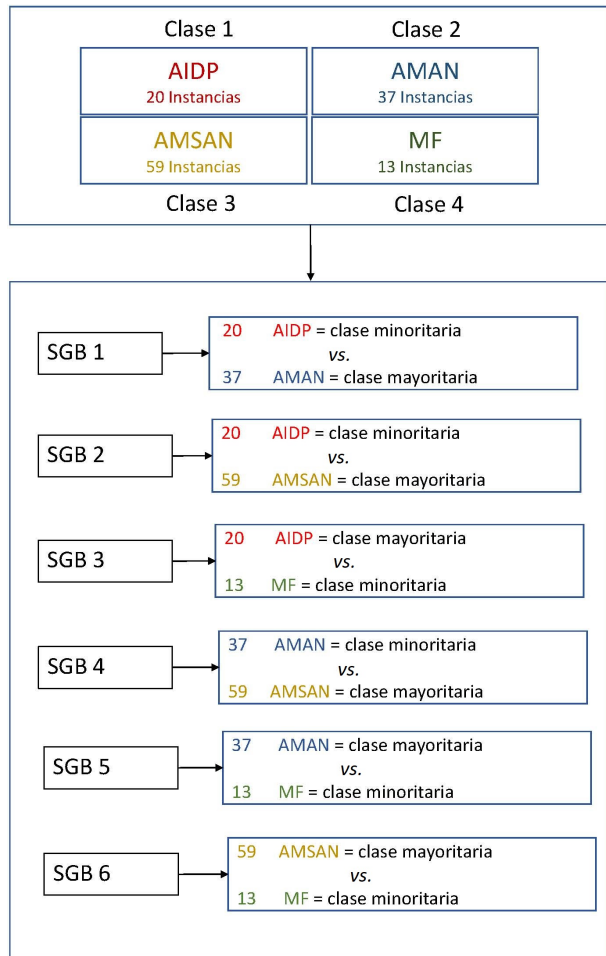 Clase 1 Clase 2
AIDP AMAN
20 Instancias 37 Instancias
AMSAN MF
59 Instancias 13 Instancias
Clase 3 Clase 4
SGB 1
20 AIDP = clase minoritaria
vs.
37 AMAN = clase mayoritaria
SGB 2
20 AIDP = clase minoritaria
vs.
59 AMSAN = clase mayoritaria
SGB 3
20 AIDP = clase mayoritaria
vs.
13 MF = clase minoritaria
SGB 4
37 AMAN = clase minoritaria
vs.
59 AMSAN = clase mayoritaria
SGB 5
37 AMAN = clase mayoritaria
vs.
13 MF = clase minoritaria
SGB 6
59 AMSAN = clase mayoritaria
vs.
13 MF = clase minoritaria